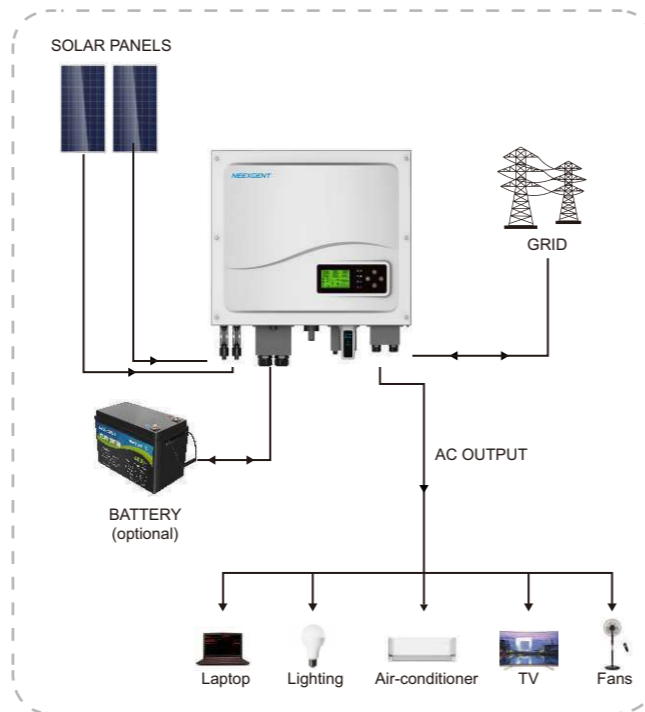 SOLAR PANELS
NEEXGENT
GRID
AC OUTPUT
BATTERY
(optional)
Laptop
Lighting
Air-conditioner
TV
Fans